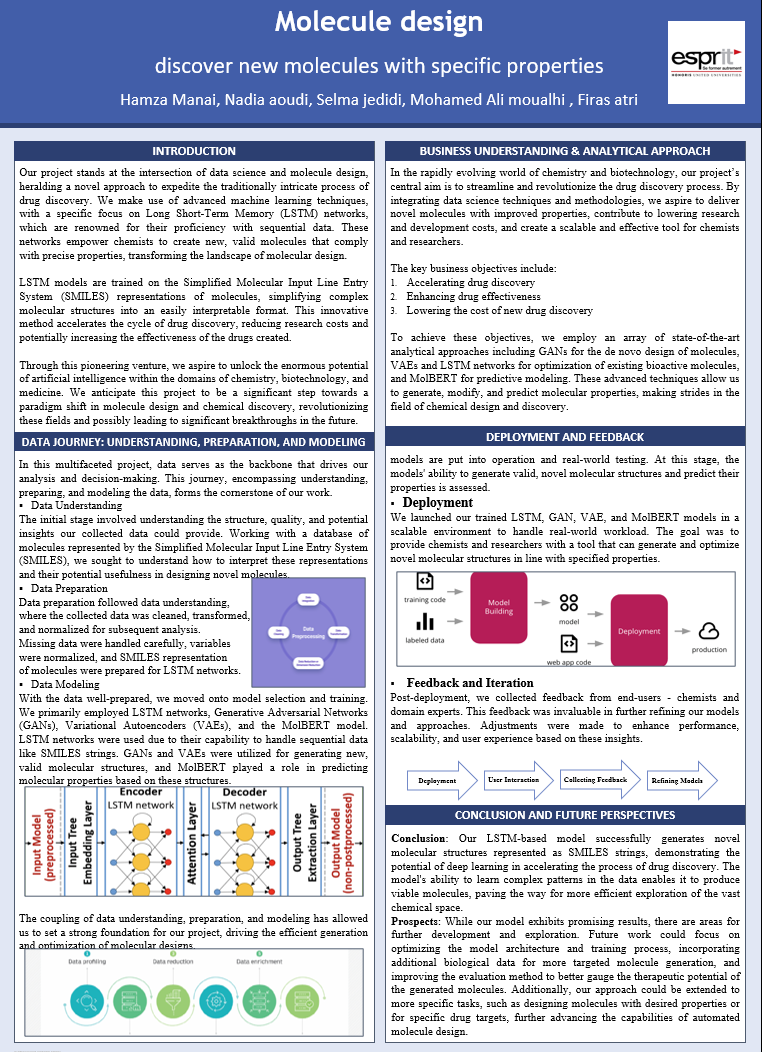 Molecule design
discover new molecules with specific properties
Hamza Manai, Nadia aoudi, Selma jedidi, Mohamed Ali moualhi , Firas atri
esprit
Se former autrement
HONORIS UNITED UNIVERSITIES
INTRODUCTION
Our project stands at the intersection of data science and molecule design,
heralding a novel approach to expedite the traditionally intricate process of
drug discovery. We make use of advanced machine learning techniques,
with a specific focus on Long Short-Term Memory (LSTM) networks,
which are renowned for their proficiency with sequential data. These
networks empower chemists to create new, valid molecules that comply
with precise properties, transforming the landscape of molecular design.
LSTM models are trained on the Simplified Molecular Input Line Entry
System (SMILES) representations of molecules, simplifying complex
molecular structures into an easily interpretable format. This innovative
method accelerates the cycle of drug discovery, reducing research costs and
potentially increasing the effectiveness of the drugs created.
Through this pioneering venture, we aspire to unlock the enormous potential
of artificial intelligence within the domains of chemistry, biotechnology, and
medicine. We anticipate this project to be a significant step towards a
paradigm shift in molecule design and chemical discovery, revolutionizing
these fields and possibly leading to significant breakthroughs in the future.
DATA JOURNEY: UNDERSTANDING, PREPARATION, AND MODELING
In this multifaceted project, data serves as the backbone that drives our
analysis and decision-making. This journey, encompassing understanding,
preparing, and modeling the data, forms the cornerstone of our work.
▪ Data Understanding
The initial stage involved understanding the structure, quality, and potential
insights our collected data could provide. Working with a database of
molecules represented by the Simplified Molecular Input Line Entry System
(SMILES), we sought to understand how to interpret these representations
and their potential usefulness in designing novel molecules.
▪ Data Preparation
Data preparation followed data understanding,
where the collected data was cleaned, transformed,
and normalized for subsequent analysis.
Missing data were handled carefully, variables
were normalized, and SMILES representation
of molecules were prepared for LSTM networks.
Data
Preprocessing
▪ Data Modeling
With the data well-prepared, we moved onto model selection and training.
We primarily employed LSTM networks, Generative Adversarial Networks
(GANs), Variational Autoencoders (VAEs), and the MolBERT model.
LSTM networks were used due to their capability to handle sequential data
like SMILES strings. GANs and VAEs were utilized for generating new,
valid molecular structures, and MolBERT played a role in predicting
molecular properties based on these structures.
Input Model
(preprocessed)
Input Tree
Embedding Layer
Encoder
LSTM network
Attention Layer
Decoder
LSTM network
Output Tree
Extraction Layer
Output Model
(non-postprocessed)
The coupling of data understanding, preparation, and modeling has allowed
us to set a strong foundation for our project, driving the efficient generation
and optimization of molecular designs.
1
3
5
Data profiling
Data reduction
Data enrichment
BUSINESS UNDERSTANDING & ANALYTICAL APPROACH
In the rapidly evolving world of chemistry and biotechnology, our project's
central aim is to streamline and revolutionize the drug discovery process. By
integrating data science techniques and methodologies, we aspire to deliver
novel molecules with improved properties, contribute to lowering research
and development costs, and create a scalable and effective tool for chemists
and researchers.
The key business objectives include:
1. Accelerating drug discovery
2. Enhancing drug effectiveness
3. Lowering the cost of new drug discovery
To achieve these objectives, we employ an array of state-of-the-art
analytical approaches including GANs for the de novo design of molecules,
VAEs and LSTM networks for optimization of existing bioactive molecules,
and MolBERT for predictive modeling. These advanced techniques allow us
to generate, modify, and predict molecular properties, making strides in the
field of chemical design and discovery.
DEPLOYMENT AND FEEDBACK
models are put into operation and real-world testing. At this stage, the
models' ability to generate valid, novel molecular structures and predict their
properties is assessed.
▪ Deployment
We launched our trained LSTM, GAN, VAE, and MolBERT models in a
scalable environment to handle real-world workload. The goal was to
provide chemists and researchers with a tool that can generate and optimize
novel molecular structures in line with specified properties.
training code
labeled data
Model
Building
model
web app code
Deployment
production
▪ Feedback and Iteration
Post-deployment, we collected feedback from end-users - chemists and
domain experts. This feedback was invaluable in further refining our models
and approaches. Adjustments were made to enhance performance,
scalability, and user experience based on these insights.
Deployment
User Interaction
Collecting Feedback
Refining Models
CONCLUSION AND FUTURE PERSPECTIVES
Conclusion: Our LSTM-based model successfully generates novel
molecular structures represented as SMILES strings, demonstrating the
potential of deep learning in accelerating the process of drug discovery. The
model's ability to learn complex patterns in the data enables it to produce
viable molecules, paving the way for more efficient exploration of the vast
chemical space.
Prospects: While our model exhibits promising results, there are areas for
further development and exploration. Future work could focus on
optimizing the model architecture and training process, incorporating
additional biological data for more targeted molecule generation, and
improving the evaluation method to better gauge the therapeutic potential of
the generated molecules. Additionally, our approach could be extended to
more specific tasks, such as designing molecules with desired properties or
for specific drug targets, further advancing the capabilities of automated
molecule design.